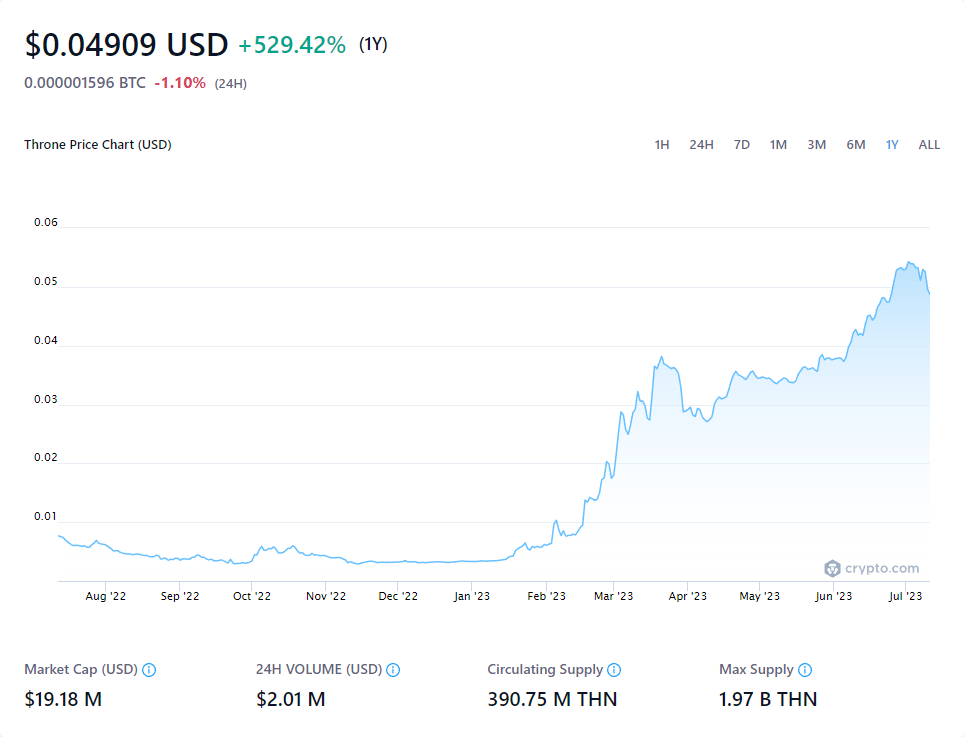 $0.04909 USD +529.42% (1Y)
0.000001596 BTC -1.10% (24H)
Throne Price Chart (USD) 1H 24H 7D 1M 3M 6M 1Y ALL
0.06
0.05
0.04
0.03
0.02
0.01
crypto.com
Aug '22 Sep '22 Oct '22 Nov '22 Dec '22 Jan '23 Feb '23 Mar '23 Apr '23 May '23 Jun '23 Jul '23
Market Cap (USD) 24H VOLUME (USD) Circulating Supply Max Supply
$19.18 M $2.01 M 390.75 M THN 1.97 B THN